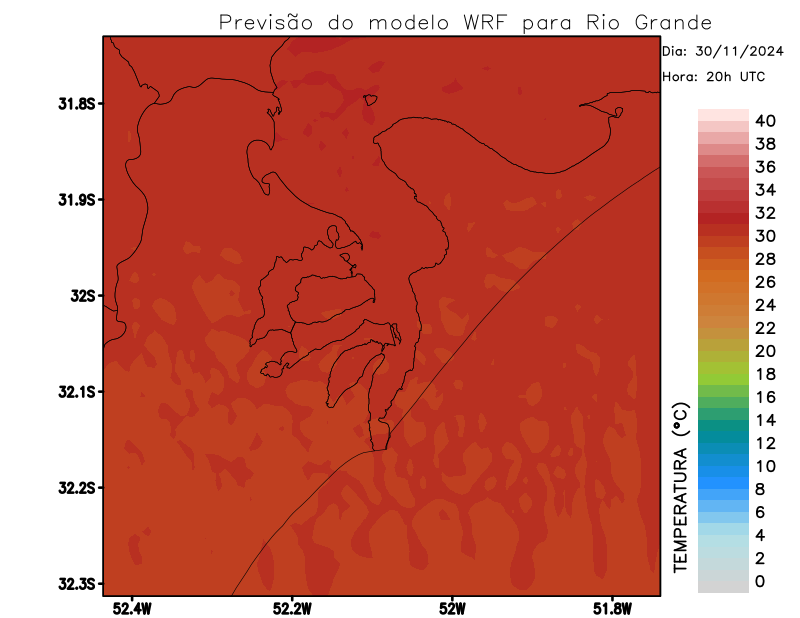 Previsão do modelo WRF para Rio Grande
Dia: 30/11/2024
Hora: 20h UTC
31.8S
31.9S
32S
32.1S
32.2S
32.3S
52.4W
52.2W
52W
51.8W
TEMPERATURA (°C)
40
38
36
34
32
30
28
26
24
22
20
18
16
14
12
10
8
6
4
2
0